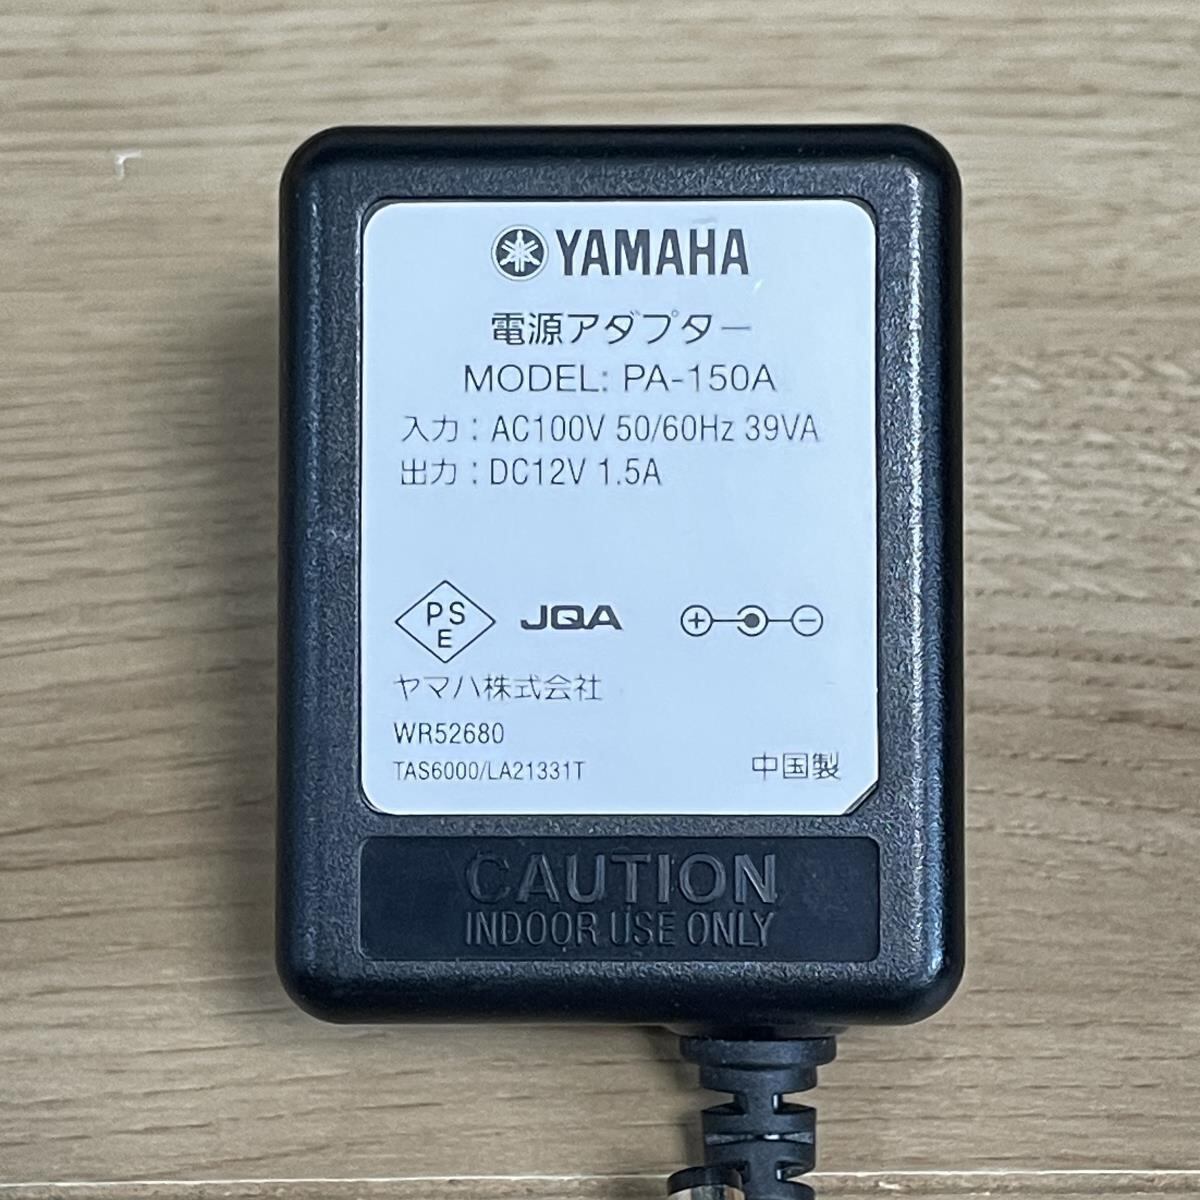 YAMAHA
電源アダプター
MODEL: PA-150A
入力：AC100V 50/60Hz 39VA
出力：DC12V 1.5A
PS
E
JQA
ヤマハ株式会社
WR52680
TAS6000/LA21331T
中国製
CAUTION
INDOOR USE ONLY